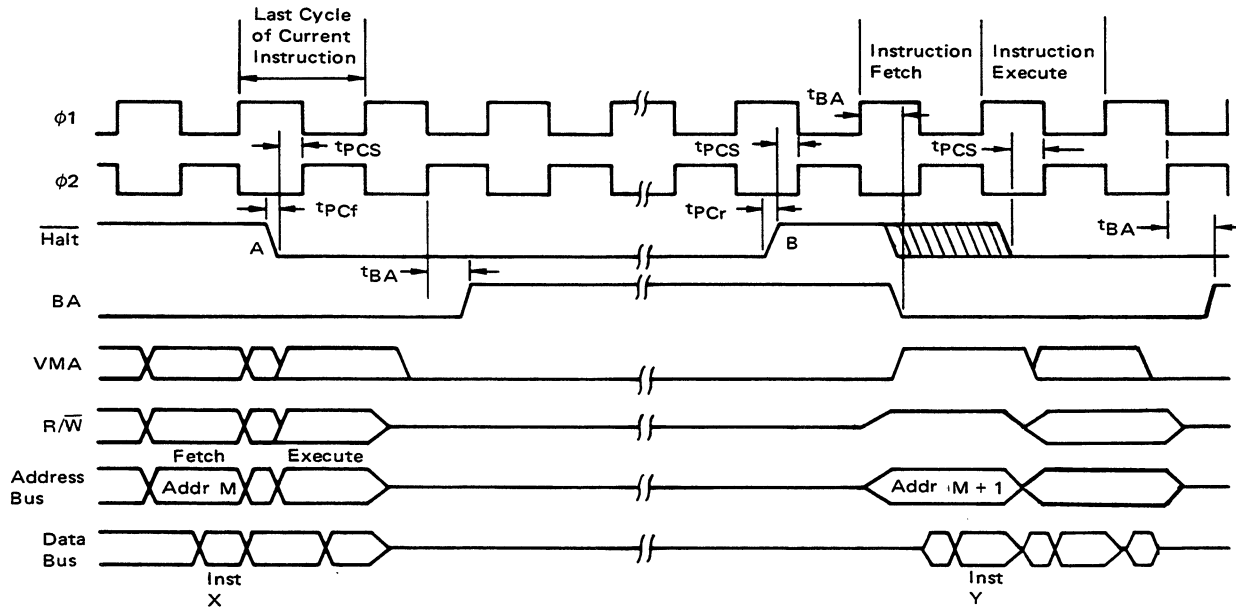 Last Cycle
of Current
Instruction
Instruction
Fetch
Instruction
Execute
ϕ1
tBA
tPCS
tPCS
tPCS
ϕ2
tPCf
tPCr
Halt
A
B
tBA
tBA
BA
VMA
R/W
Fetch
Execute
Address
Bus
Addr M
Addr M + 1
Data
Bus
Inst
X
Inst
Y